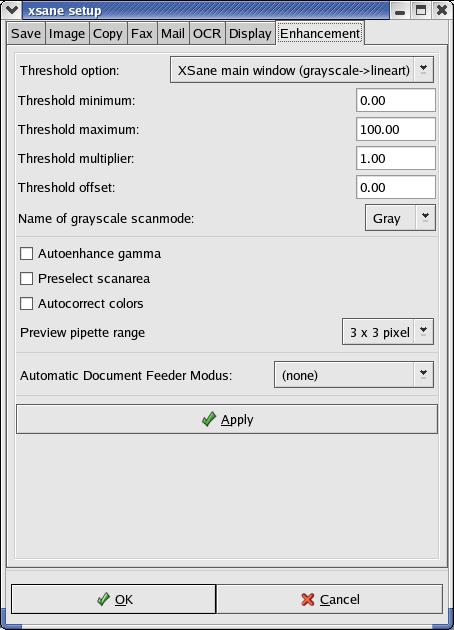 xsane setup
Save Image Copy Fax Mail OCR Display Enhancement
Threshold option: XSane main window (grayscale->lineart)
Threshold minimum: 0.00
Threshold maximum: 100.00
Threshold multiplier: 1.00
Threshold offset: 0.00
Name of grayscale scanmode: Gray
Autoenhance gamma
Preselect scanarea
Autocorrect colors
Preview pipette range 3 x 3 pixel
Automatic Document Feeder Modus: (none)
Apply
OK Cancel